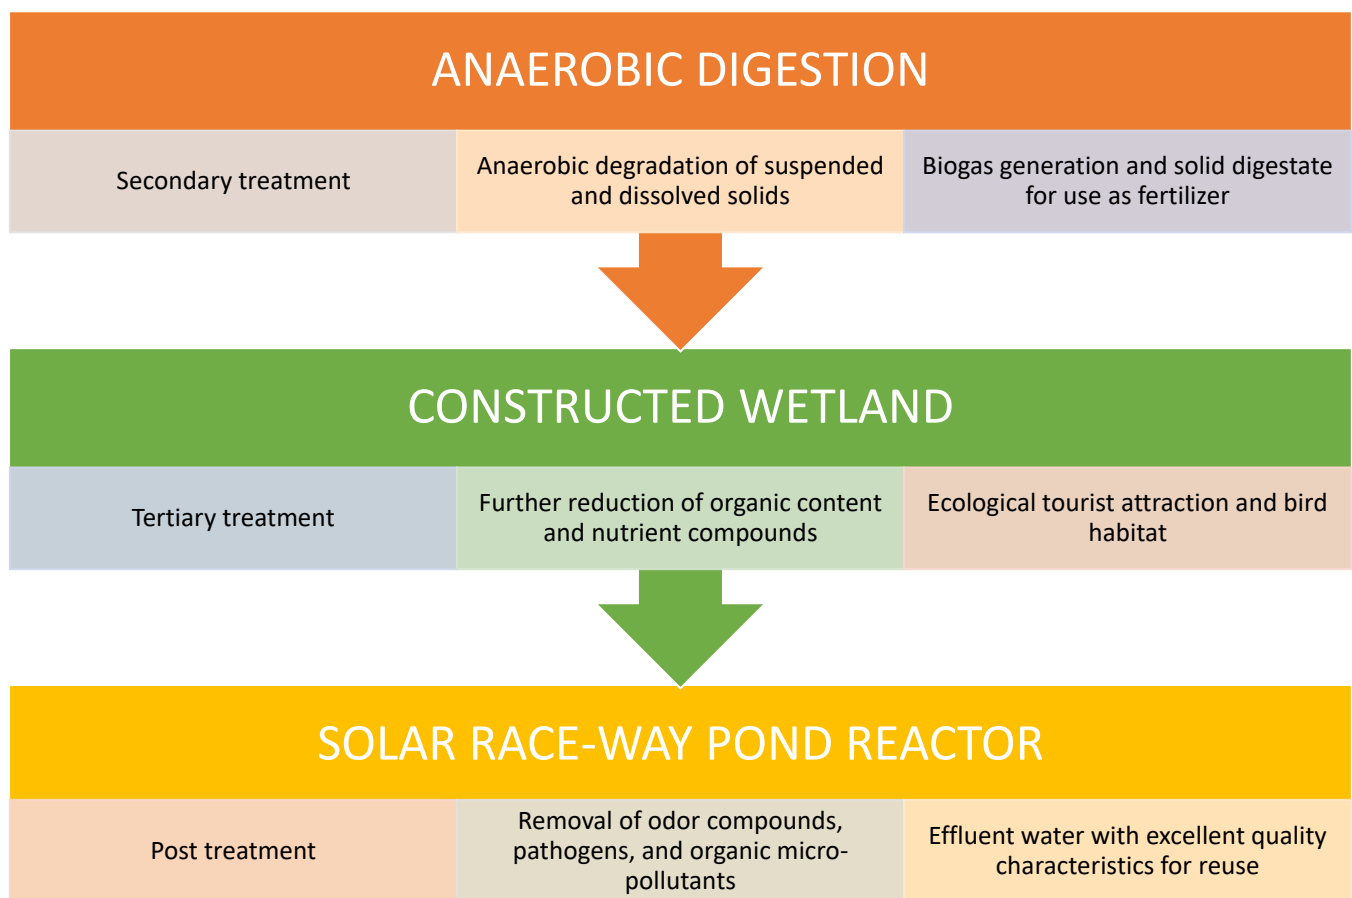 ANAEROBIC DIGESTION
Secondary treatment
Anaerobic degradation of suspended
and dissolved solids
Biogas generation and solid digestate
for use as fertilizer
CONSTRUCTED WETLAND
Tertiary treatment
Further reduction of organic content
and nutrient compounds
Ecological tourist attraction and bird
habitat
SOLAR RACE-WAY POND REACTOR
Post treatment
Removal of odor compounds,
pathogens, and organic micro-
pollutants
Effluent water with excellent quality
characteristics for reuse